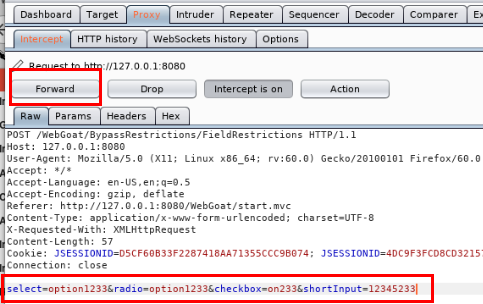 Dashboard Target Proxy Intruder Repeater Sequencer Decoder Comparer
Intercept HTTP history WebSockets history Options
Request to http://127.0.0.1:8080
Forward Drop Intercept is on Action
Raw Params Headers Hex
POST /WebGoat/BypassRestrictions/FieldRestrictions HTTP/1.1
Host: 127.0.0.1:8080
User-Agent: Mozilla/5.0 (X11; Linux x86_64; rv:60.0) Gecko/20100101 Firefox/60.0
Accept: */*
Accept-Language: en-US,en;q=0.5
Accept-Encoding: gzip, deflate
Referer: http://127.0.0.1:8080/WebGoat/start.mvc
Content-Type: application/x-www-form-urlencoded; charset=UTF-8
X-Requested-With: XMLHttpRequest
Content-Length: 57
Cookie: JSESSIONID=D5CF60B33F2287418AA71355CCC9B074; JSESSIONID=4DC9F3FCD8CD32157
Connection: close
select=option1233&radio=option1233&checkbox=on233&shortInput=12345233